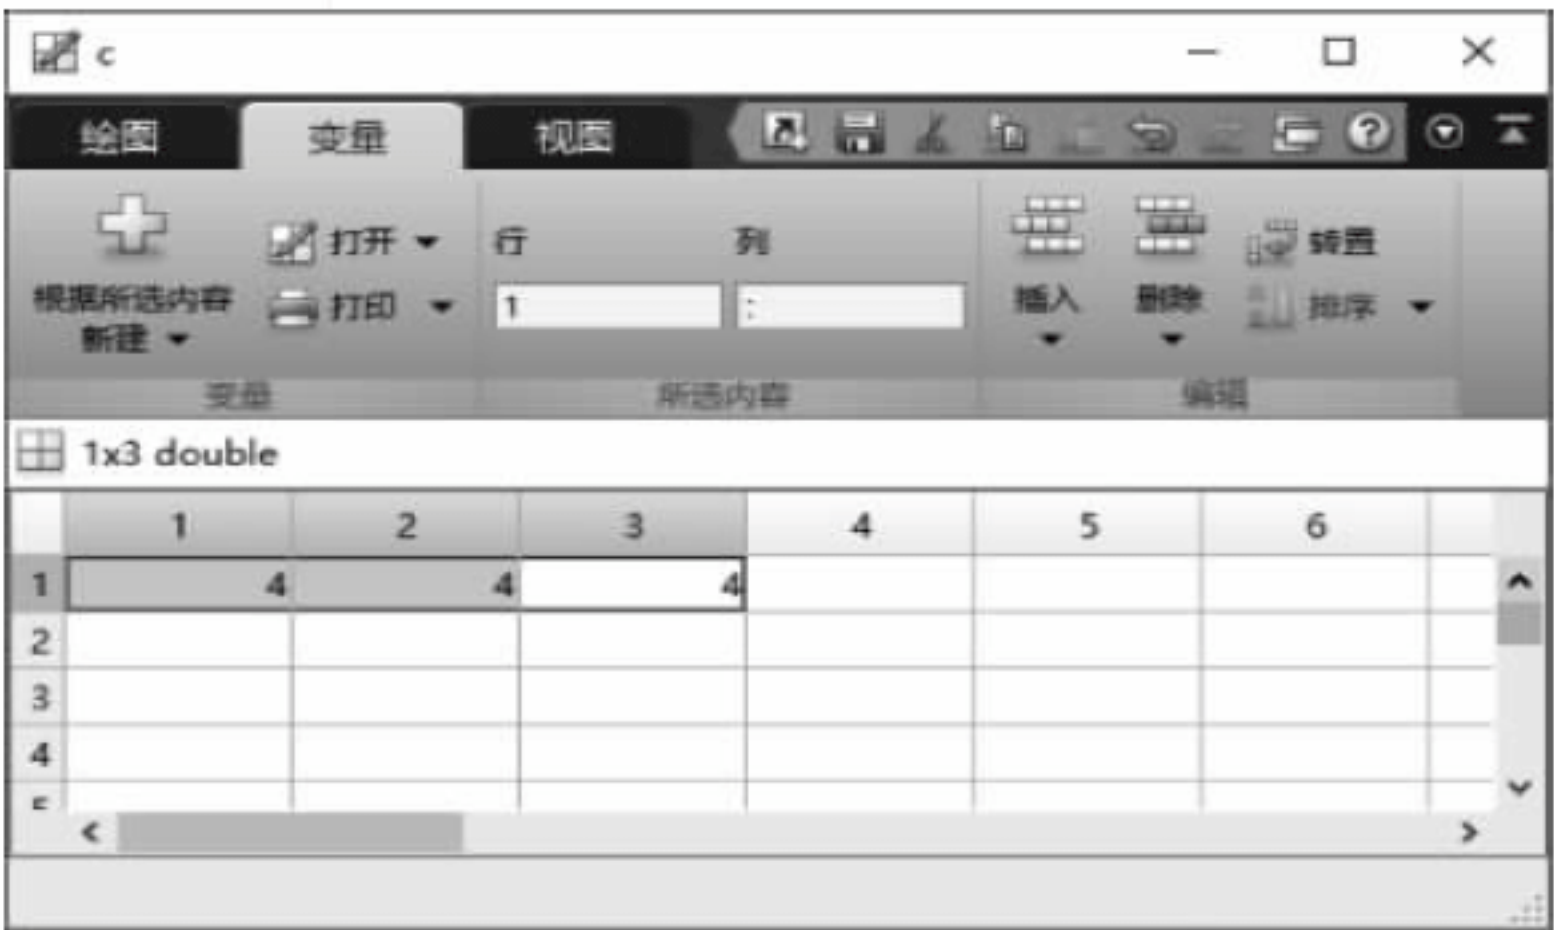 c
绘图 变量 视图
根据所选内容
新建
打开
打印
行 列
1 :
插入 删除 转置
排序
变量 所选内容 编辑
1x3 double
1 2 3 4 5 6
1 4 4 4
2
3
4
5